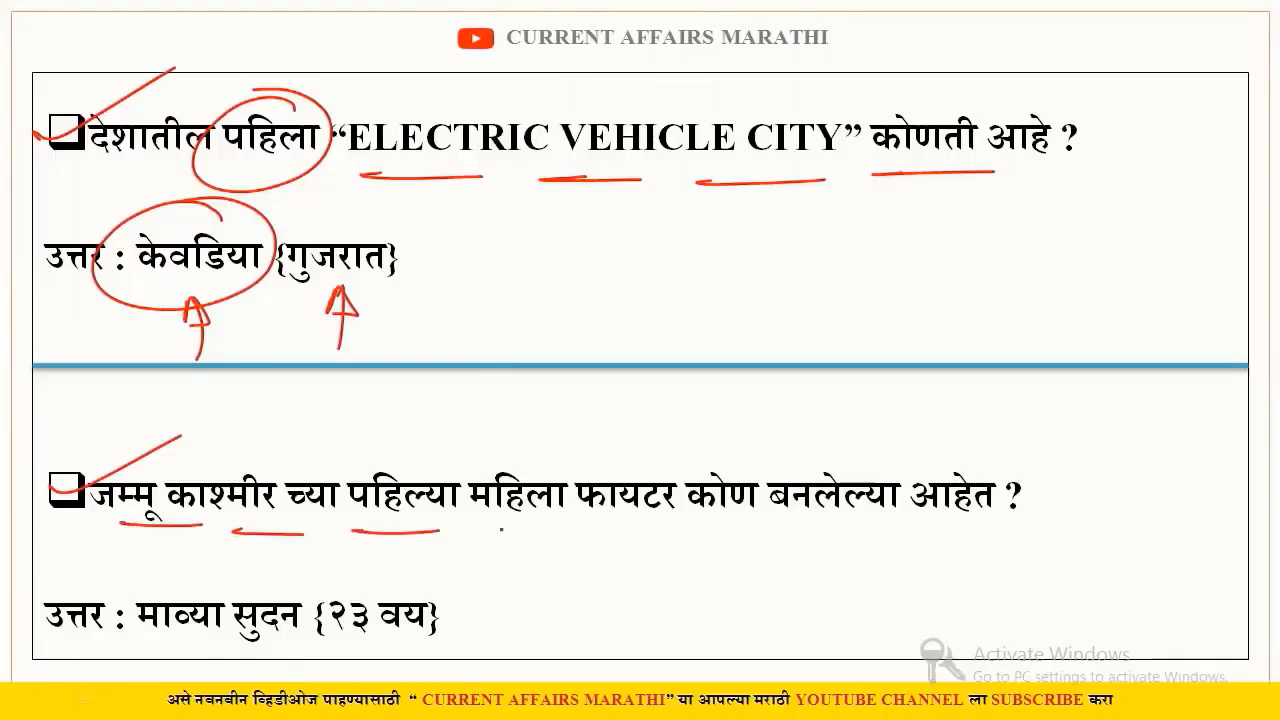 CURRENT AFFAIRS MARATHI
देशातील पहिला “ELECTRIC VEHICLE CITY” कोणती आहे ?
उत्तर : केवडिया {गुजरात}
जम्मू काश्मीर च्या पहिल्या महिला फायटर कोण बनलेल्या आहेत ?
उत्तर : माव्या सुदन {२३ वय}
Activate Windows
Go to PC settings to activate Windows.
असे नवनवीन व्हिडीओज पाहण्यासाठी “ CURRENT AFFAIRS MARATHI” या आपल्या मराठी YOUTUBE CHANNEL ला SUBSCRIBE करा